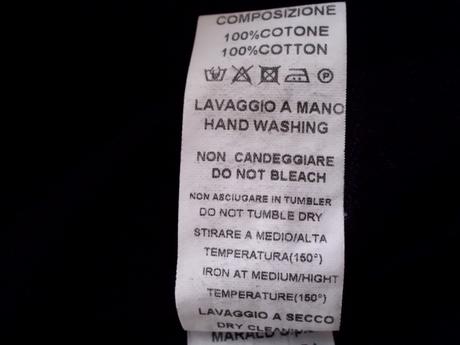 COMPOSIZIONE
100%COTONE
100%COTTON
P
LAVAGGIO A MANO
HAND WASHING
NON CANDEGGIARE
DO NOT BLEACH
NON ASCIUGARE IN TUMBLER
DO NOT TUMBLE DRY
STIRARE A MEDIO/ALTA
TEMPERATURA(150°)
IRON AT MEDIUM/HIGHT
TEMPERATURE(150°)
LAVAGGIO A SECCO
DRY